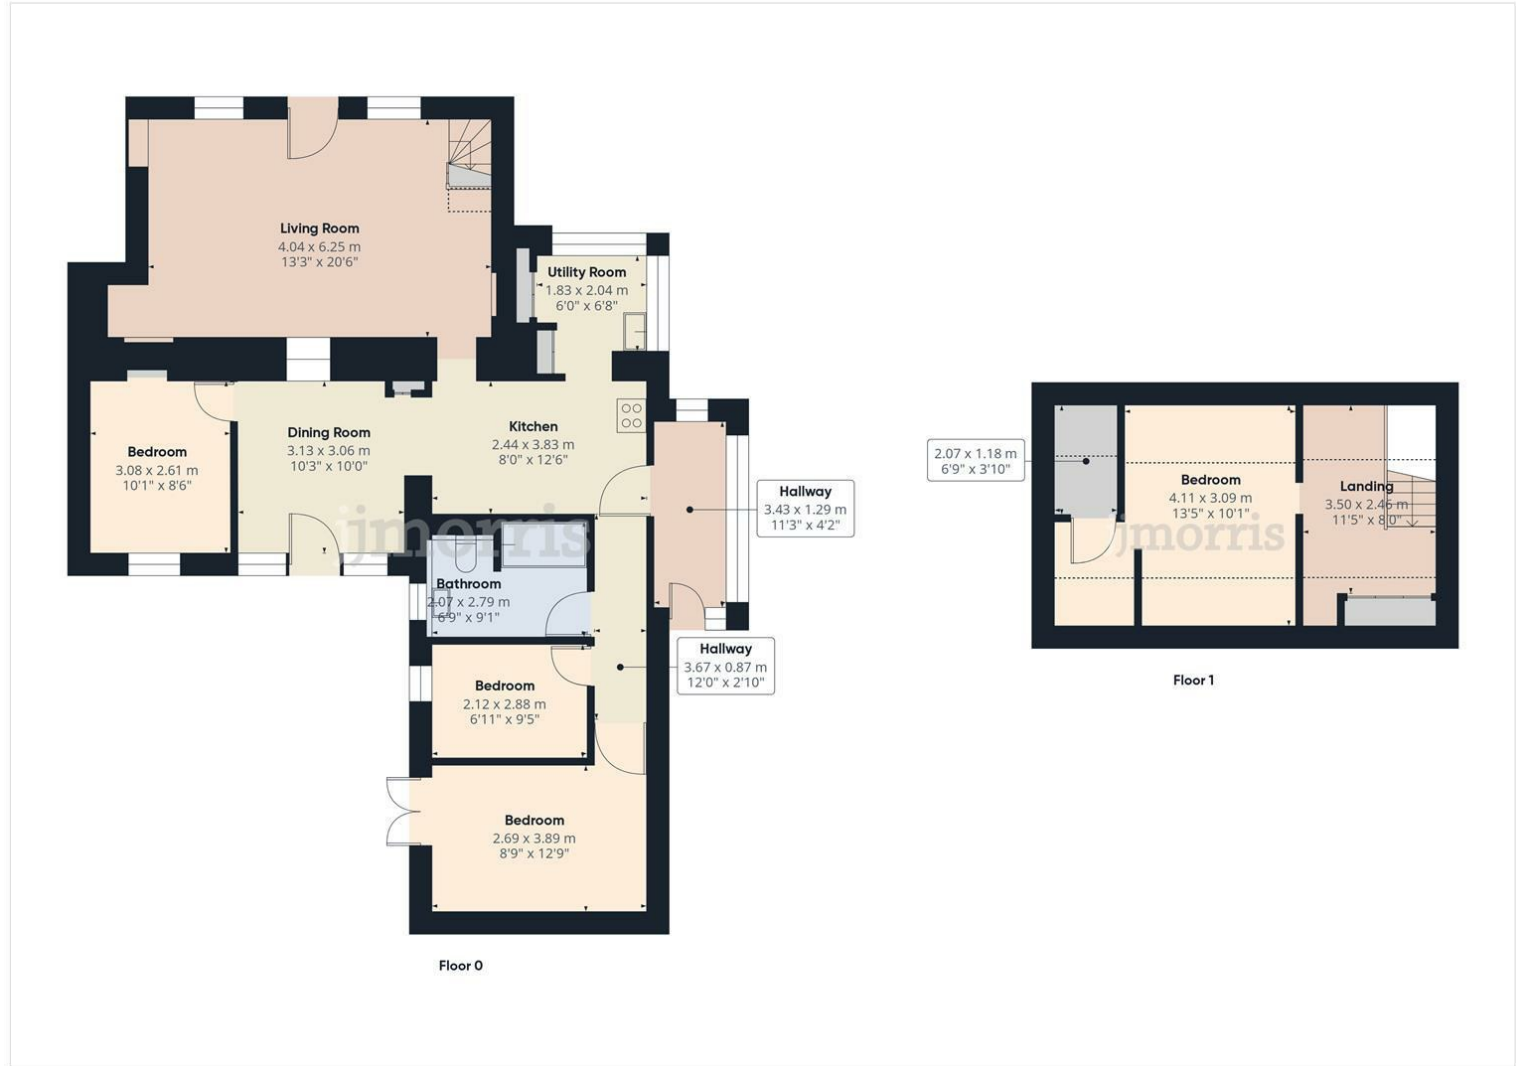 Living Room
4.04 x 6.25 m
13'3" x 20'6"
Utility Room
1.83 x 2.04 m
6'0" x 6'8"
Kitchen
2.44 x 3.83 m
8'0" x 12'6"
Dining Room
3.13 x 3.06 m
10'3" x 10'0"
Bedroom
3.08 x 2.61 m
10'1" x 8'6"
Hallway
3.43 x 1.29 m
11'3" x 4'2"
jjmorris
Bathroom
2.07 x 2.79 m
6'9" x 9'1"
Hallway
3.67 x 0.87 m
12'0" x 2'10"
Bedroom
2.12 x 2.88 m
6'11" x 9'5"
Bedroom
2.69 x 3.89 m
8'9" x 12'9"
Floor 0
2.07 x 1.18 m
6'9" x 3'10"
Bedroom
4.11 x 3.09 m
13'5" x 10'1"
Landing
3.50 x 2.46 m
11'5" x 8'0"
jjmorris
Floor 1